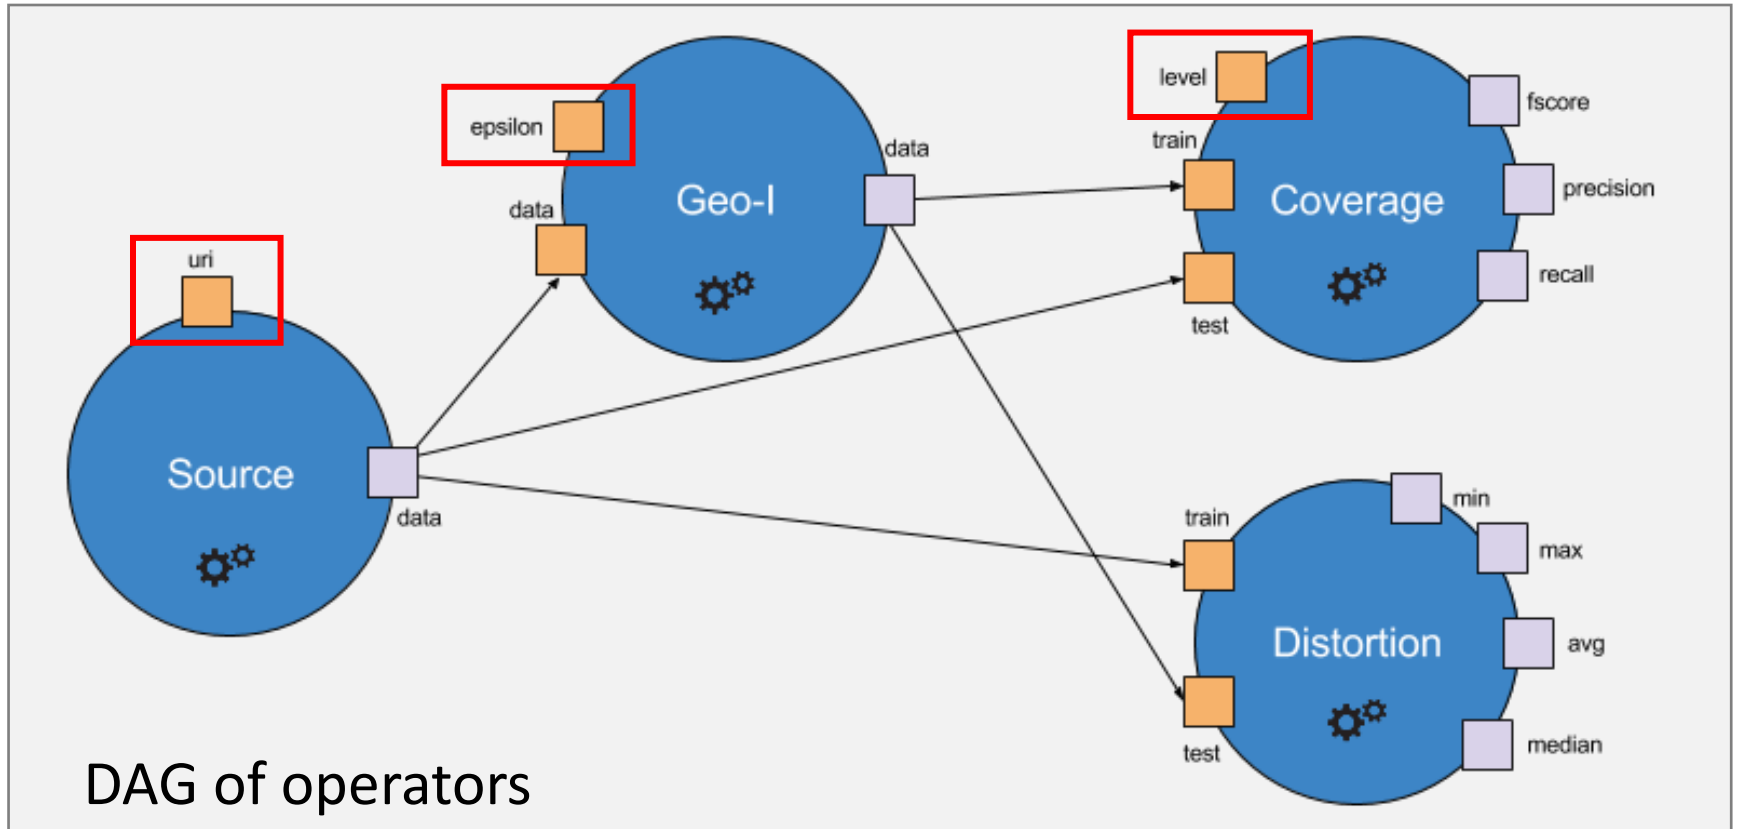 uri
Source
data
epsilon
data
Geo-I
data
level
train
test
Coverage
fscore
precision
recall
train
test
Distortion
min
max
avg
median
DAG of operators